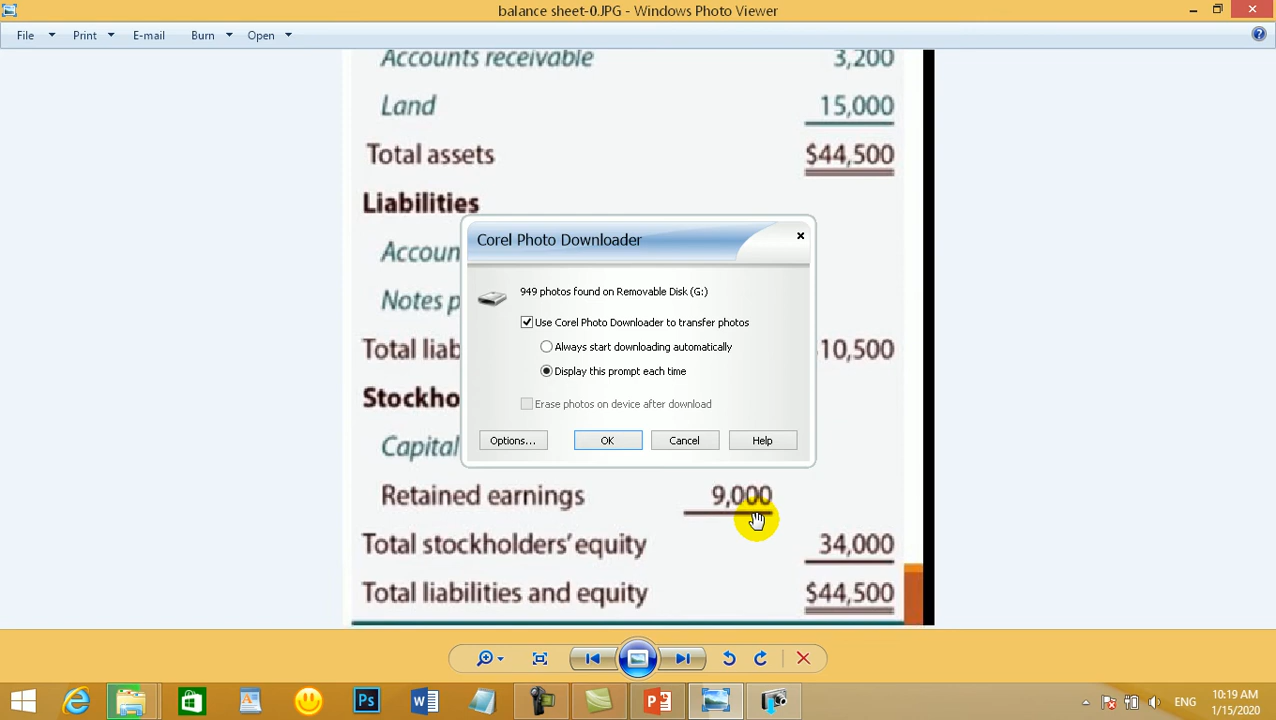 balance sheet-0.JPG - Windows Photo Viewer
File Print E-mail Burn Open
Accounts receivable 3,200
Land 15,000
Total assets $44,500
Liabilities
Corel Photo Downloader
949 photos found on Removable Disk (G:)
Use Corel Photo Downloader to transfer photos
Always start downloading automatically
Display this prompt each time
Erase photos on device after download
Options... OK Cancel Help
Accoun
Notes p
Total liab 10,500
Stockho
Capital
Retained earnings 9,000
Total stockholders' equity 34,000
Total liabilities and equity $44,500
Ps
ENG
10:19 AM
1/15/2020